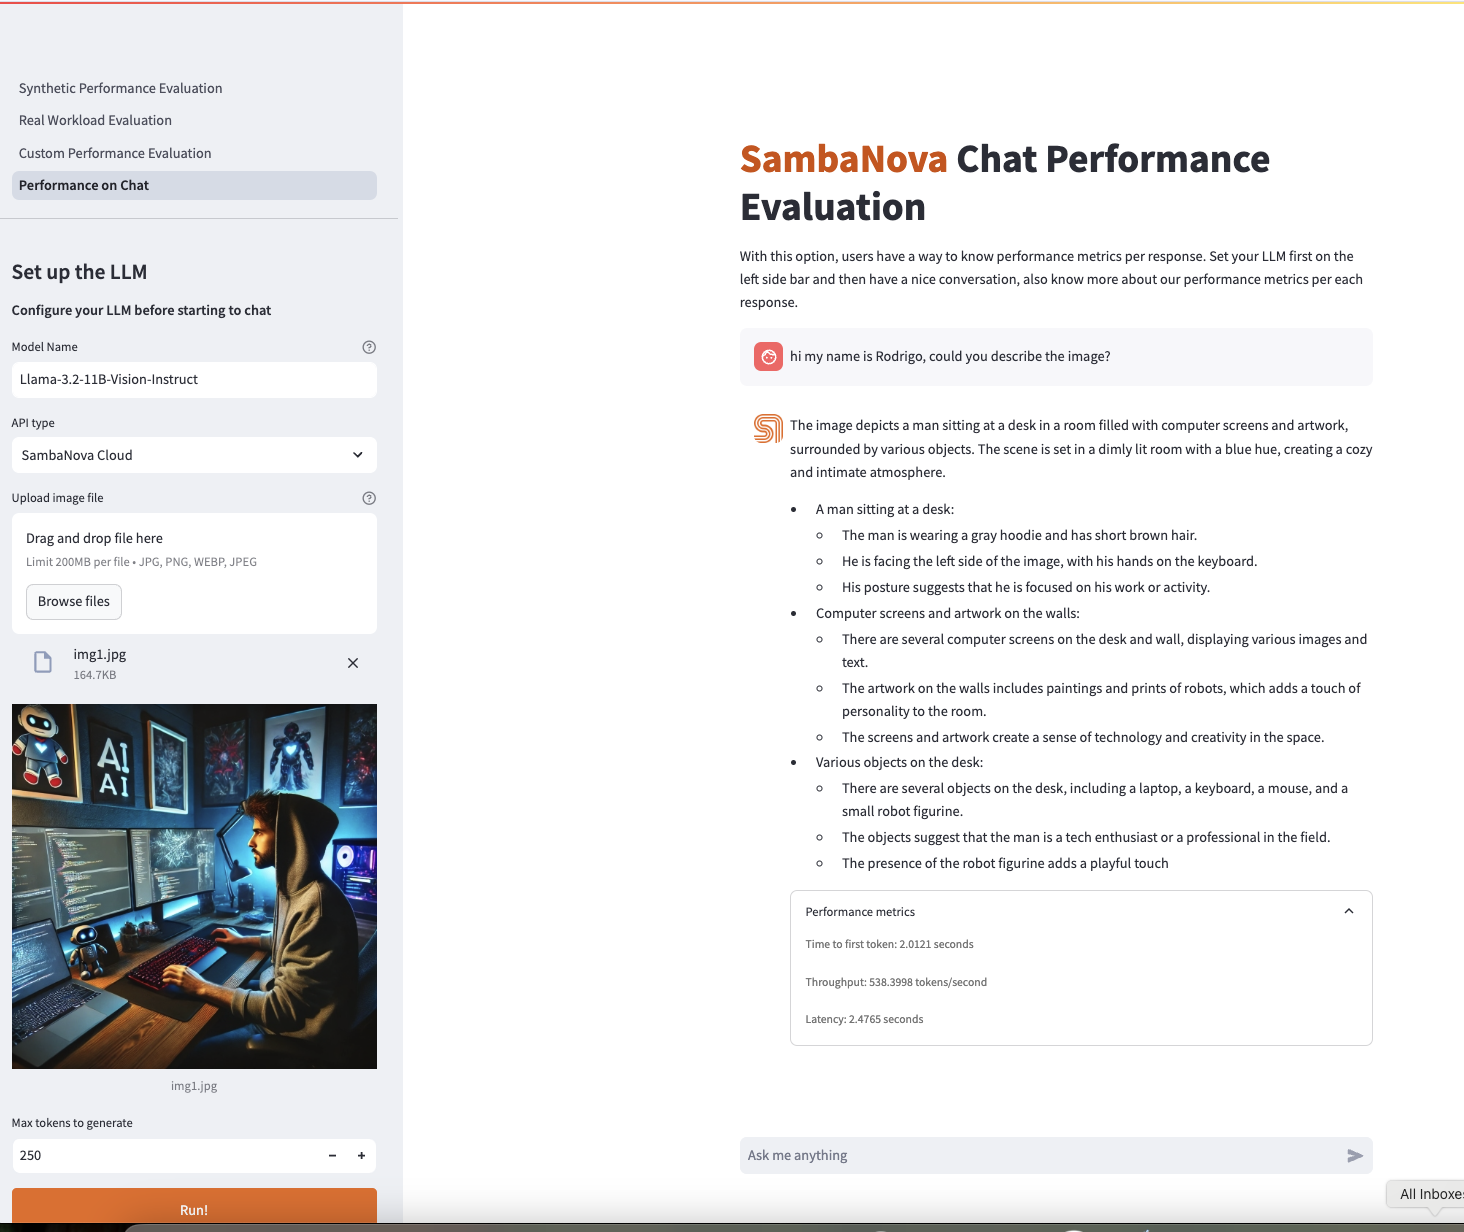 Synthetic Performance Evaluation
Real Workload Evaluation
Custom Performance Evaluation
Performance on Chat
Set up the LLM
Configure your LLM before starting to chat
Model Name
Llama-3.2-11B-Vision-Instruct
API type
SambaNova Cloud
Upload image file
Drag and drop file here
Limit 200MB per file • JPG, PNG, WEBP, JPEG
Browse files
img1.jpg
164.7KB
AI
AI
img1.jpg
Max tokens to generate
250
Run!
SambaNova Chat Performance
Evaluation
With this option, users have a way to know performance metrics per response. Set your LLM first on the
left side bar and then have a nice conversation, also know more about our performance metrics per each
response.
hi my name is Rodrigo, could you describe the image?
The image depicts a man sitting at a desk in a room filled with computer screens and artwork,
surrounded by various objects. The scene is set in a dimly lit room with a blue hue, creating a cozy
and intimate atmosphere.
A man sitting at a desk:
The man is wearing a gray hoodie and has short brown hair.
He is facing the left side of the image, with his hands on the keyboard.
His posture suggests that he is focused on his work or activity.
Computer screens and artwork on the walls:
There are several computer screens on the desk and wall, displaying various images and
text.
The artwork on the walls includes paintings and prints of robots, which adds a touch of
personality to the room.
The screens and artwork create a sense of technology and creativity in the space.
Various objects on the desk:
There are several objects on the desk, including a laptop, a keyboard, a mouse, and a
small robot figurine.
The objects suggest that the man is a tech enthusiast or a professional in the field.
The presence of the robot figurine adds a playful touch
Performance metrics
Time to first token: 2.0121 seconds
Throughput: 538.3998 tokens/second
Latency: 2.4765 seconds
Ask me anything
All Inboxes